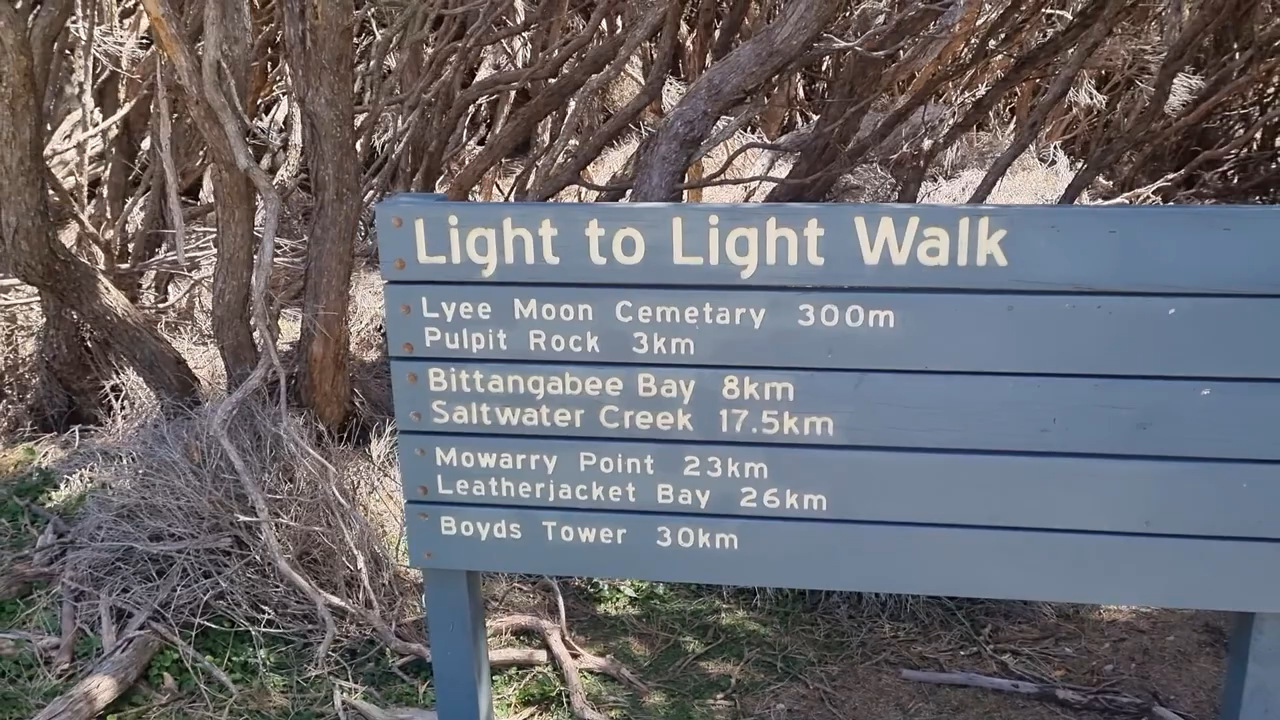 Light to Light Walk
Lyee Moon Cemetary 300m
Pulpit Rock 3km
Bittangabee Bay 8km
Saltwater Creek 17.5km
Mowarry Point 23km
Leatherjacket Bay 26km
Boyds Tower 30km